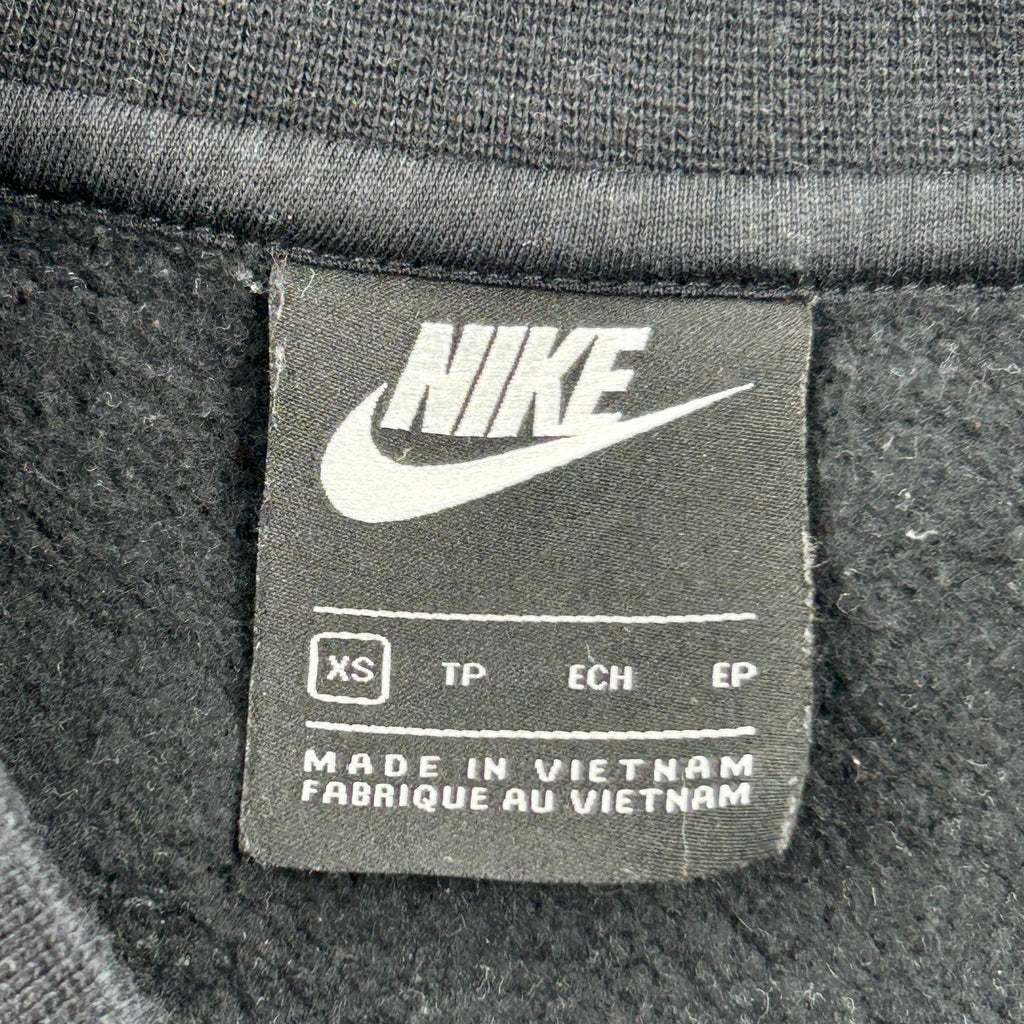 NIKE
XS TP ECH EP
MADE IN VIETNAM
FABRIQUE AU VIETNAM